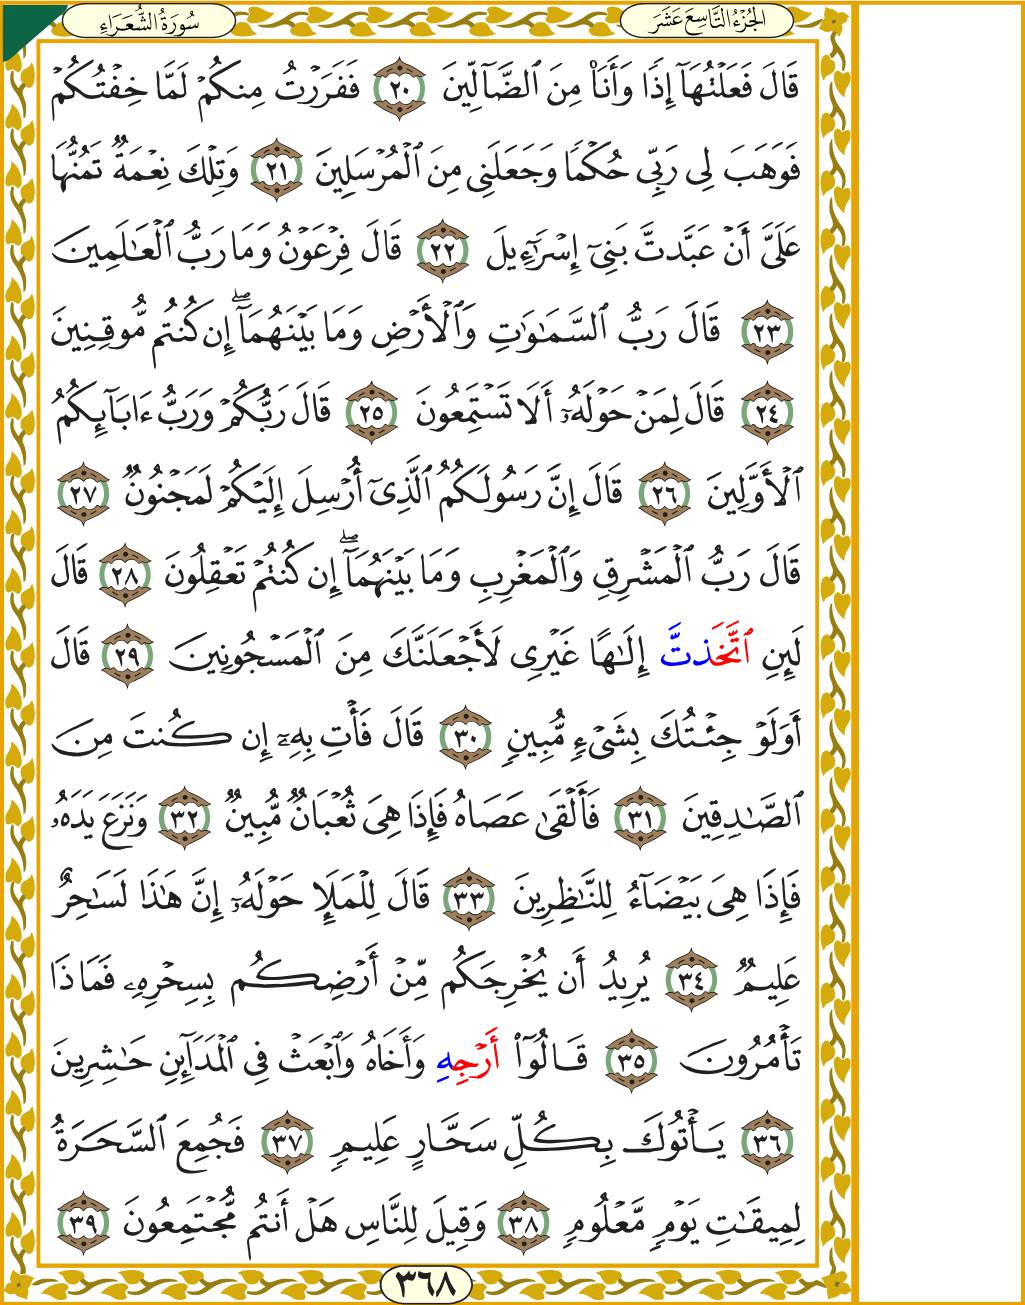 الجُزْءُ التَّاسِعَ عَشَرَ
سُورَةُ الشُّعَرَاءِ
قَالَ فَعَلْتُهَآ إِذًا وَأَنَا۠ مِنَ ٱلضَّآلِّينَ ٢٠ فَفَرَرْتُ مِنكُمْ لَمَّا خِفْتُكُمْ
فَوَهَبَ لِى رَبِّى حُكْمًا وَجَعَلَنِى مِنَ ٱلْمُرْسَلِينَ ٢١ وَتِلْكَ نِعْمَةٌ تَمُنُّهَا
عَلَىَّ أَنْ عَبَّدتَّ بَنِىٓ إِسْرَـٰٓءِيلَ ٢٢ قَالَ فِرْعَوْنُ وَمَا رَبُّ ٱلْعَـٰلَمِينَ
٢٣ قَالَ رَبُّ ٱلسَّمَـٰوَٰتِ وَٱلْأَرْضِ وَمَا بَيْنَهُمَآ ۖ إِن كُنتُم مُّوقِنِينَ
٢٤ قَالَ لِمَنْ حَوْلَهُۥٓ أَلَا تَسْتَمِعُونَ ٢٥ قَالَ رَبُّكُمْ وَرَبُّ ءَابَآئِكُمُ
ٱلْأَوَّلِينَ ٢٦ قَالَ إِنَّ رَسُولَكُمُ ٱلَّذِىٓ أُرْسِلَ إِلَيْكُمْ لَمَجْنُونٌ ٢٧
قَالَ رَبُّ ٱلْمَشْرِقِ وَٱلْمَغْرِبِ وَمَا بَيْنَهُمَآ ۖ إِن كُنتُمْ تَعْقِلُونَ ٢٨ قَالَ
لَئِنِ ٱتَّخَذتَّ إِلَـٰهًا غَيْرِى لَأَجْعَلَنَّكَ مِنَ ٱلْمَسْجُونِينَ ٢٩ قَالَ
أَوَلَوْ جِئْتُكَ بِشَىْءٍ مُّبِينٍ ٣٠ قَالَ فَأْتِ بِهِۦٓ إِن كُنتَ مِنَ
ٱلصَّـٰدِقِينَ ٣١ فَأَلْقَىٰ عَصَاهُ فَإِذَا هِىَ ثُعْبَانٌ مُّبِينٌ ٣٢ وَنَزَعَ يَدَهُۥ
فَإِذَا هِىَ بَيْضَآءُ لِلنَّـٰظِرِينَ ٣٣ قَالَ لِلْمَلَإِ حَوْلَهُۥٓ إِنَّ هَـٰذَا لَسَـٰحِرٌ
عَلِيمٌ ٣٤ يُرِيدُ أَن يُخْرِجَكُم مِّنْ أَرْضِكُم بِسِحْرِهِۦ فَمَاذَا
تَأْمُرُونَ ٣٥ قَالُوٓا۟ أَرْجِهِ وَأَخَاهُ وَٱبْعَثْ فِى ٱلْمَدَآئِنِ حَـٰشِرِينَ
٣٦ يَأْتُوكَ بِكُلِّ سَحَّارٍ عَلِيمٍ ٣٧ فَجُمِعَ ٱلسَّحَرَةُ
لِمِيقَـٰتِ يَوْمٍ مَّعْلُومٍ ٣٨ وَقِيلَ لِلنَّاسِ هَلْ أَنتُم مُّجْتَمِعُونَ ٣٩
٣٦٨